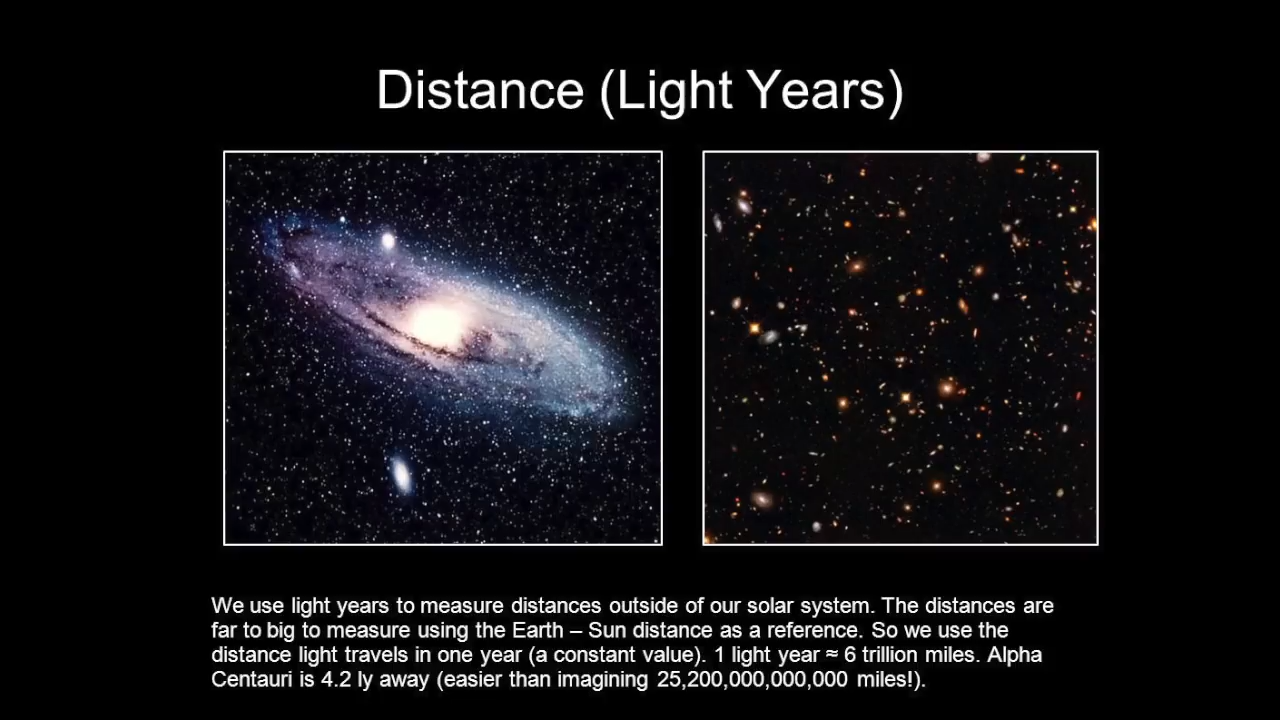 Distance (Light Years)
We use light years to measure distances outside of our solar system. The distances are
far to big to measure using the Earth – Sun distance as a reference. So we use the
distance light travels in one year (a constant value). 1 light year ≈ 6 trillion miles. Alpha
Centauri is 4.2 ly away (easier than imagining 25,200,000,000,000 miles!).